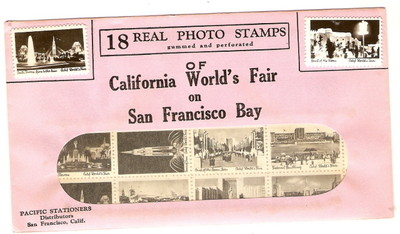 18 REAL PHOTO STAMPS
gummed and perforated
OF
California World's Fair
on
San Francisco Bay
PACIFIC STATIONERS
Distributors
San Francisco, Calif.